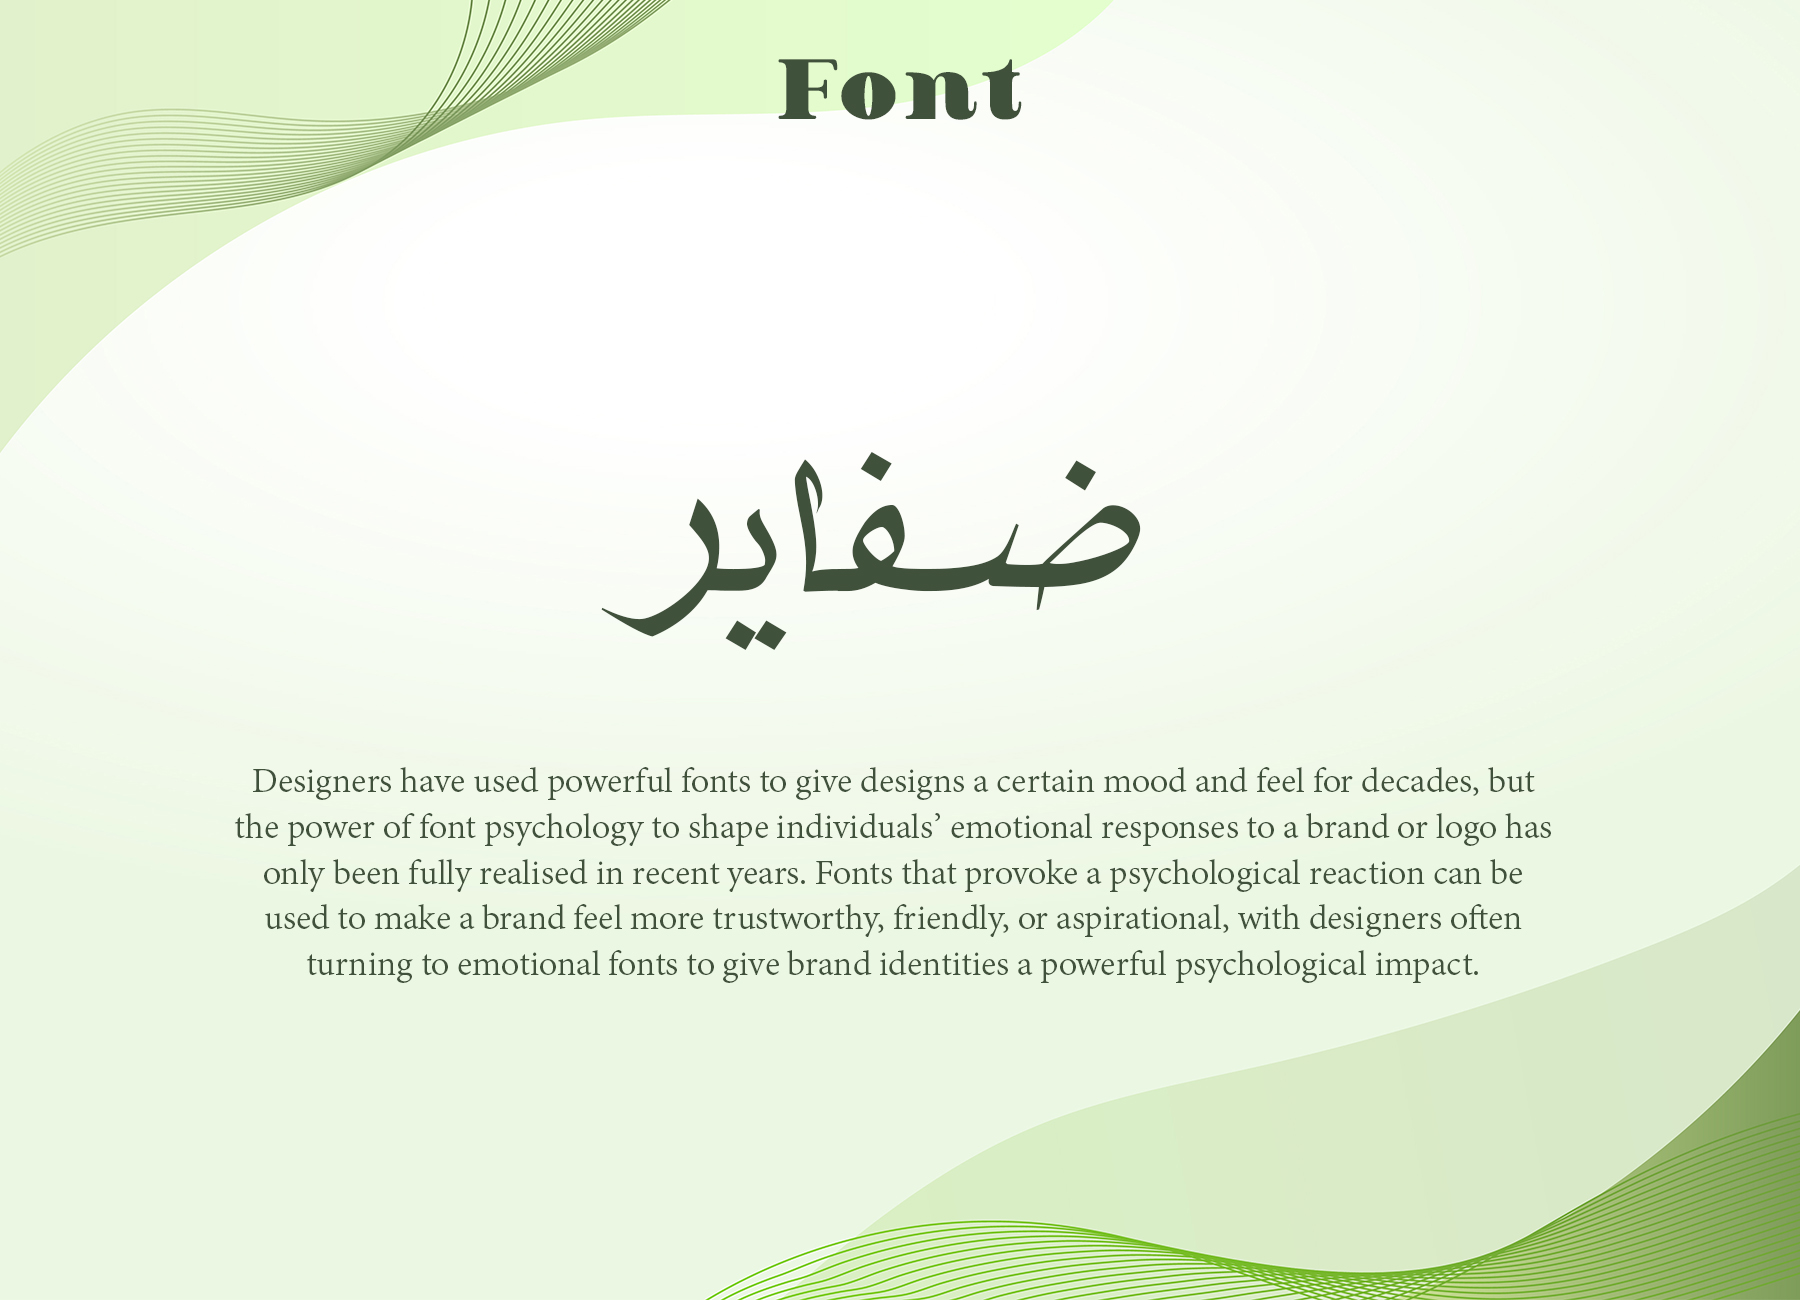 Font
ضفاير
Designers have used powerful fonts to give designs a certain mood and feel for decades, but
the power of font psychology to shape individuals’ emotional responses to a brand or logo has
only been fully realised in recent years. Fonts that provoke a psychological reaction can be
used to make a brand feel more trustworthy, friendly, or aspirational, with designers often
turning to emotional fonts to give brand identities a powerful psychological impact.